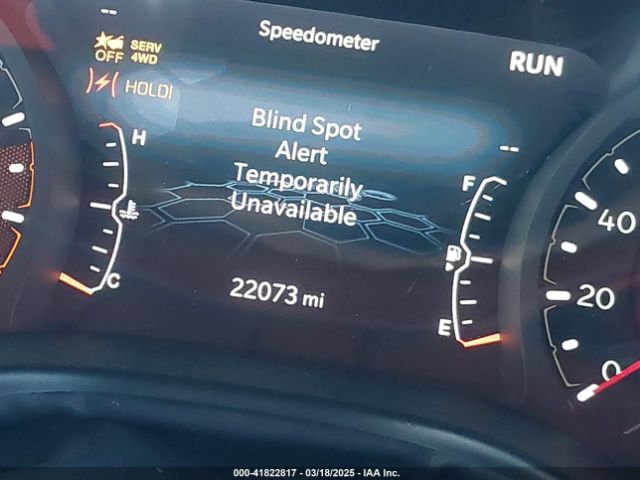 --
Speedometer
RUN
OFF
SERV
4WD
HOLD!
Blind Spot
Alert
Temporarily
Unavailable
--
H
C
F
E
22073 mi
40
20
0
000-41822817 • 03/18/2025 • IAA Inc.